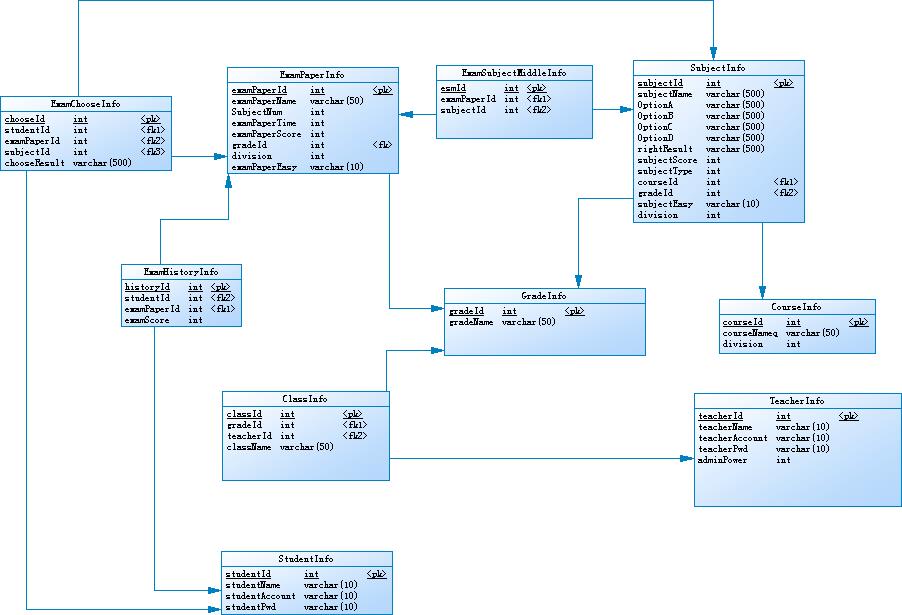 ExamChooseInfo
chooseId int <pk>
studentId int <fk1>
examPaperId int <fk2>
subjectId int <fk3>
chooseResult varchar(500)
ExamPaperInfo
examPaperId int <pk>
examPaperName varchar(50)
SubjectNum int
examPaperTime int
examPaperScore int
gradeId int <fk>
division int
examPaperEasy varchar(10)
ExamSubjectMiddleInfo
esmId int <pk>
examPaperId int <fk1>
subjectId int <fk2>
SubjectInfo
subjectId int <pk>
subjectName varchar(500)
OptionA varchar(500)
OptionB varchar(500)
OptionC varchar(500)
OptionD varchar(500)
rightResult varchar(500)
subjectScore int
subjectType int
courseId int <fk1>
gradeId int <fk2>
subjectEasy varchar(10)
division int
ExamHistoryInfo
historyId int <pk>
studentId int <fk2>
examPaperId int <fk1>
examScore int
GradeInfo
gradeId int <pk>
gradeName varchar(50)
CourseInfo
courseId int <pk>
courseNameq varchar(50)
division int
ClassInfo
classId int <pk>
gradeId int <fk1>
teacherId int <fk2>
className varchar(50)
TeacherInfo
teacherId int <pk>
teacherName varchar(10)
teacherAccount varchar(10)
teacherPwd varchar(10)
adminPower int
StudentInfo
studentId int <pk>
studentName varchar(10)
studentAccount varchar(10)
studentPwd varchar(10)